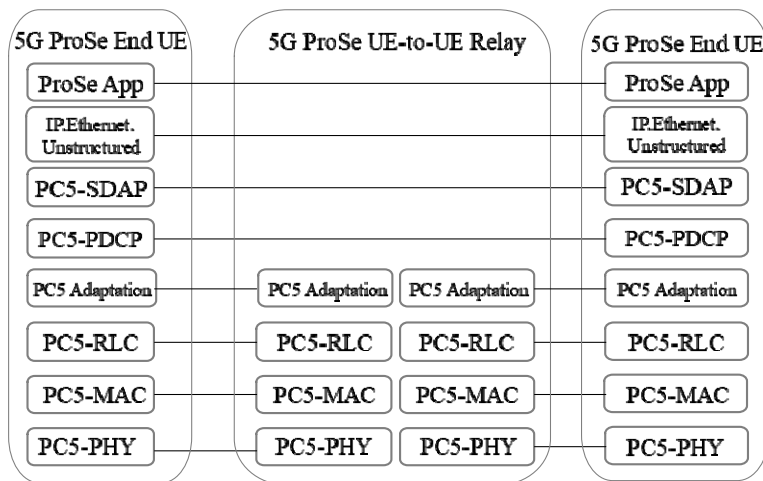 5G ProSe End UE
5G ProSe UE-to-UE Relay
5G ProSe End UE
ProSe App
ProSe App
IP.Ethernet.
Unstructured
IP.Ethernet.
Unstructured
PC5-SDAP
PC5-SDAP
PC5-PDCP
PC5-PDCP
PC5 Adaptation
PC5 Adaptation
PC5 Adaptation
PC5 Adaptation
PC5-RLC
PC5-RLC
PC5-RLC
PC5-RLC
PC5-MAC
PC5-MAC
PC5-MAC
PC5-MAC
PC5-PHY
PC5-PHY
PC5-PHY
PC5-PHY